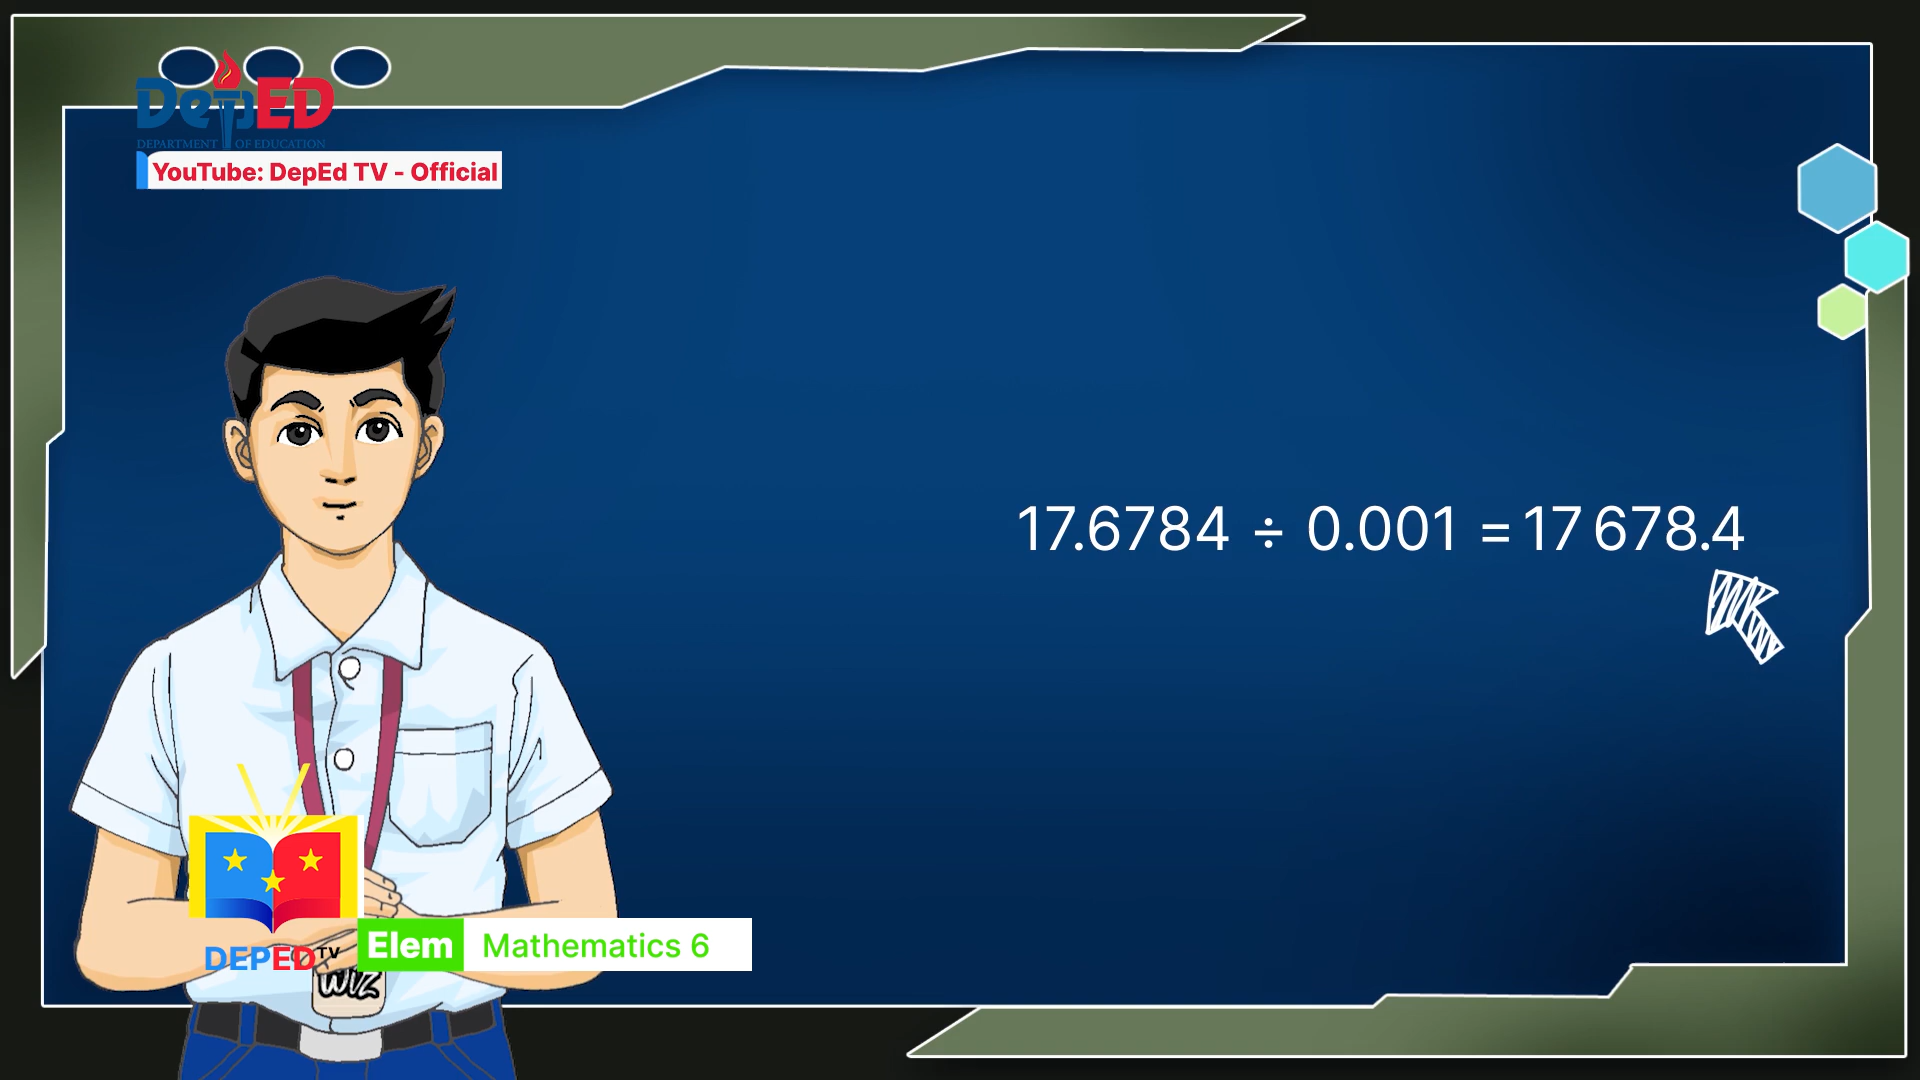 DepED
DEPARTMENT OF EDUCATION
YouTube: DepEd TV - Official
17.6784 ÷ 0.001 = 17 678.4
WIZ
DEPED TV
Elem Mathematics 6